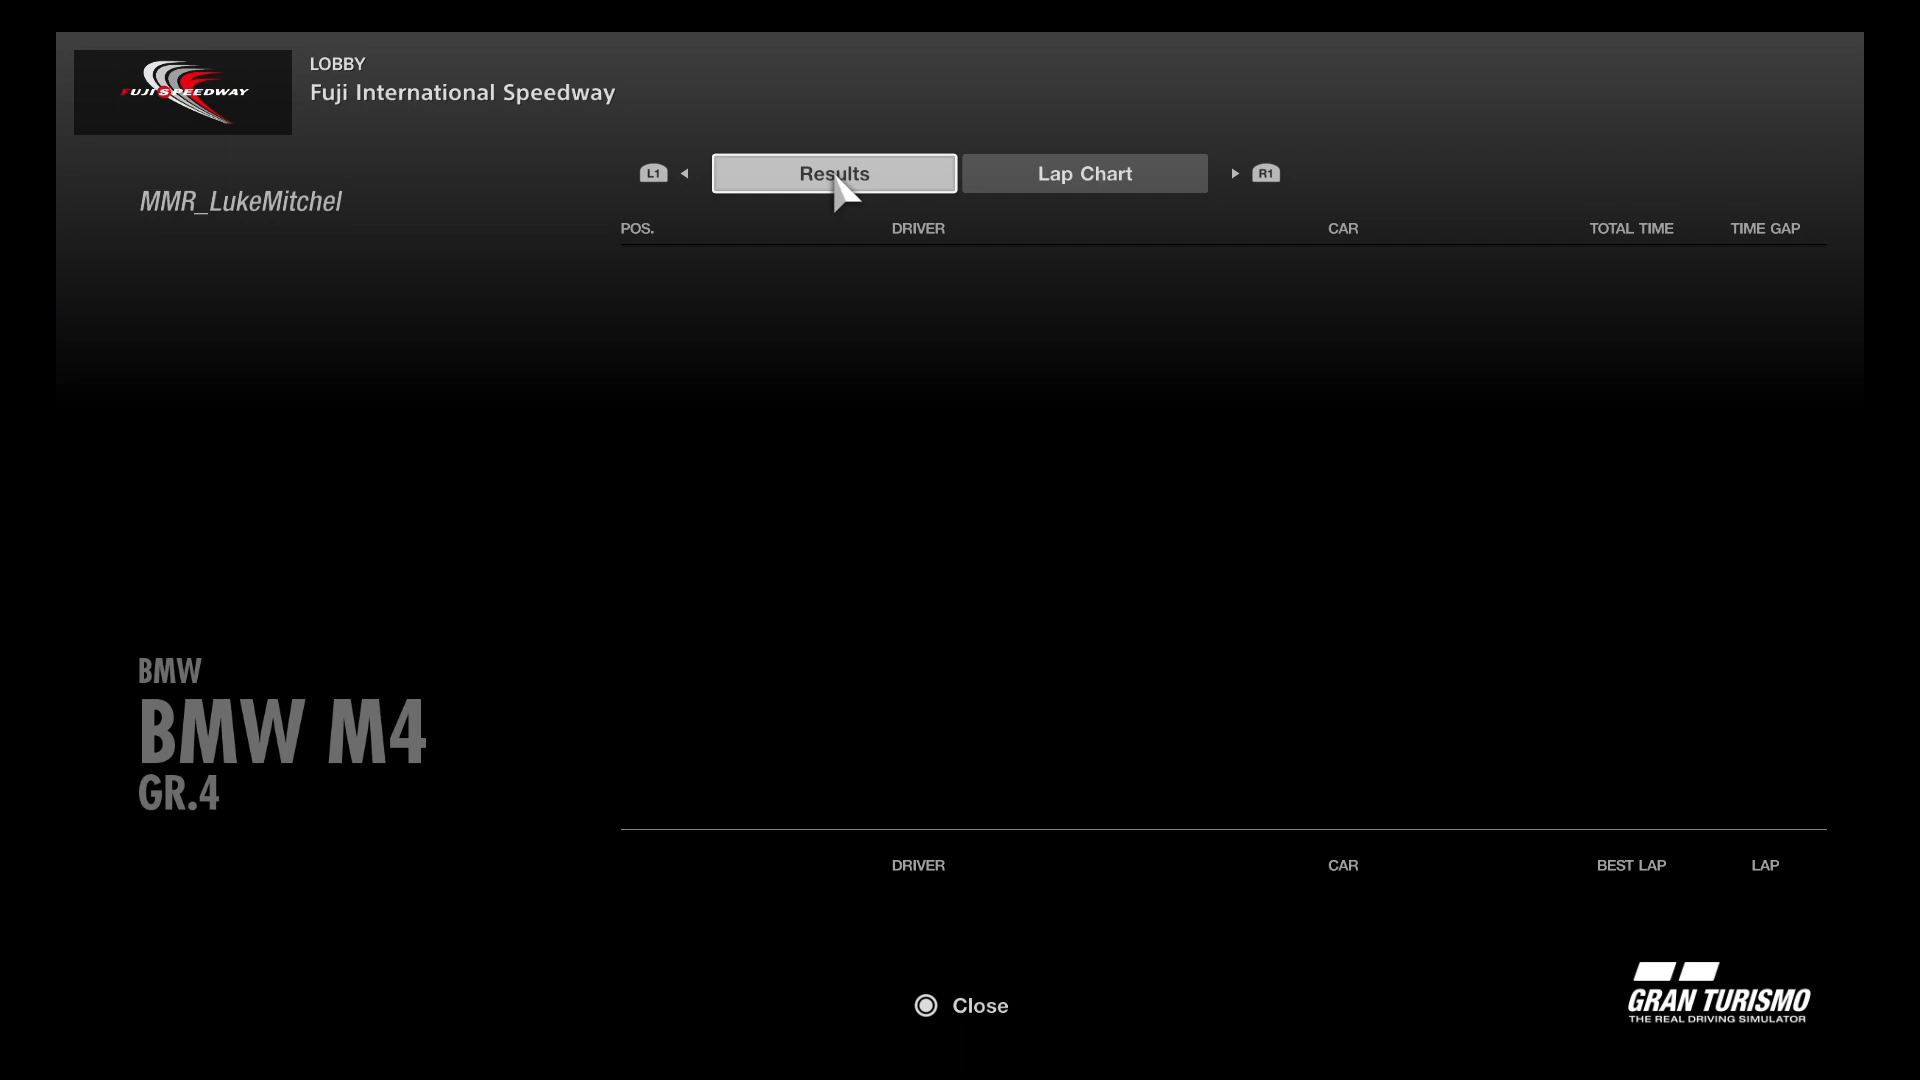 FUJI SPEEDWAY
LOBBY
Fuji International Speedway
L1
Results
Lap Chart
R1
MMR_LukeMitchel
POS.
DRIVER
CAR
TOTAL TIME
TIME GAP
BMW
BMW M4
GR.4
DRIVER
CAR
BEST LAP
LAP
Close
GRAN TURISMO
THE REAL DRIVING SIMULATOR